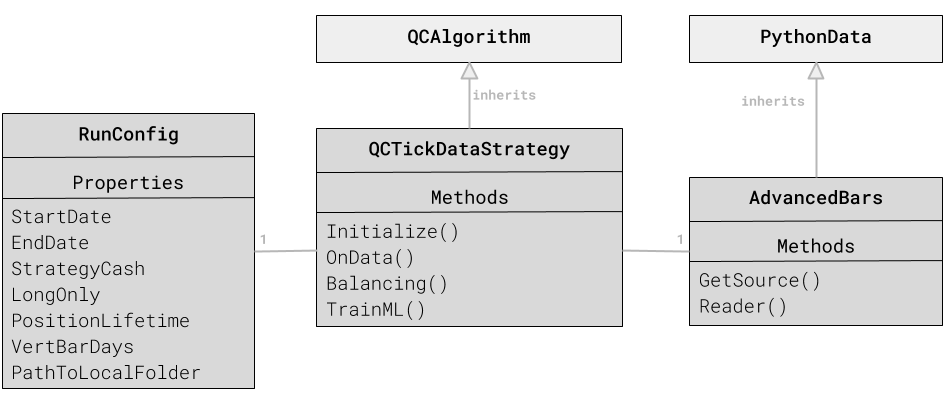 QCAlgorithm
PythonData
inherits
inherits
RunConfig
Properties
StartDate
EndDate
StrategyCash
LongOnly
PositionLifetime
VertBarDays
PathToLocalFolder
1
QCTickDataStrategy
Methods
Initialize()
OnData()
Balancing()
TrainML()
1
AdvancedBars
Methods
GetSource()
Reader()